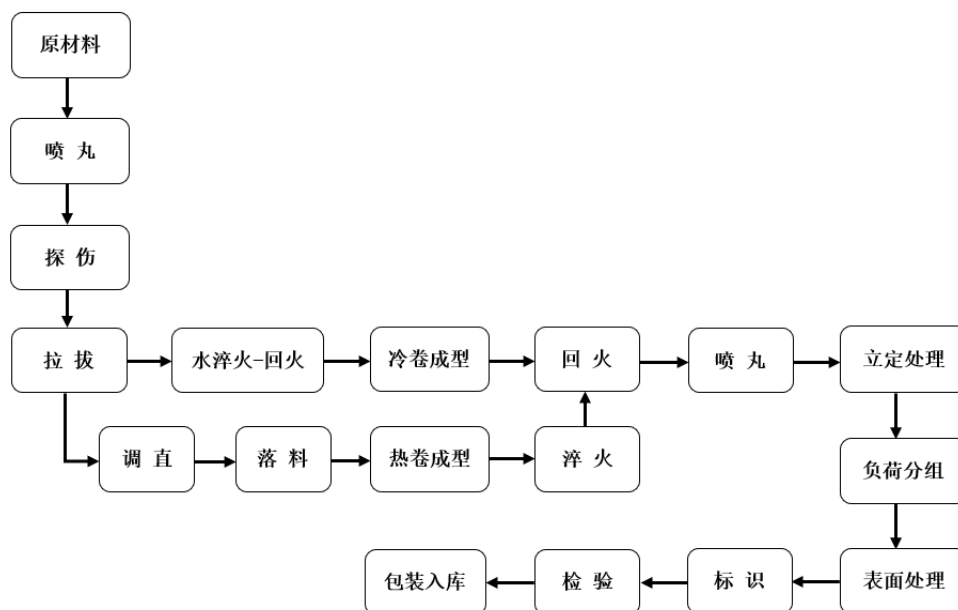 原材料
喷 丸
探 伤
拉 拔
水淬火-回火
冷卷成型
回 火
喷 丸
立定处理
调 直
落 料
热卷成型
淬 火
负荷分组
包装入库
检 验
标 识
表面处理